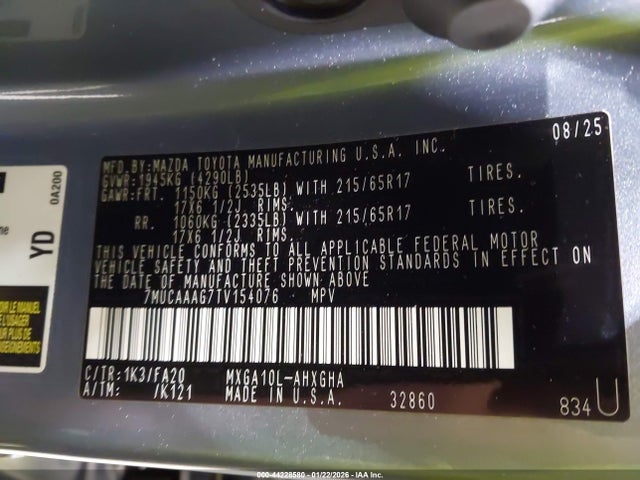 08/25
MFD.BY:MAZDA TOYOTA MANUFACTURING U.S.A. INC.
GVWR:1945KG (4290LB)
GAWR:FRT. 1150KG (2535LB) WITH 215/65R17 TIRES.
17X6 1/2J RIMS.
RR. 1060KG (2335LB) WITH 215/65R17 TIRES.
17X6 1/2J RIMS.
THIS VEHICLE CONFORMS TO ALL APPLICABLE FEDERAL MOTOR
VEHICLE SAFETY AND THEFT PREVENTION STANDARDS IN EFFECT ON
THE DATE OF MANUFACTURE SHOWN ABOVE
7MUCAAAG7TV154076 MPV
C/TR:1K3/FA20 MXGA10L-AHXGHA
A/TM: /K121 MADE IN U.S.A. 32860
834U
0A200
YD
000-44228580 - 01/22/2026 - IAA Inc.